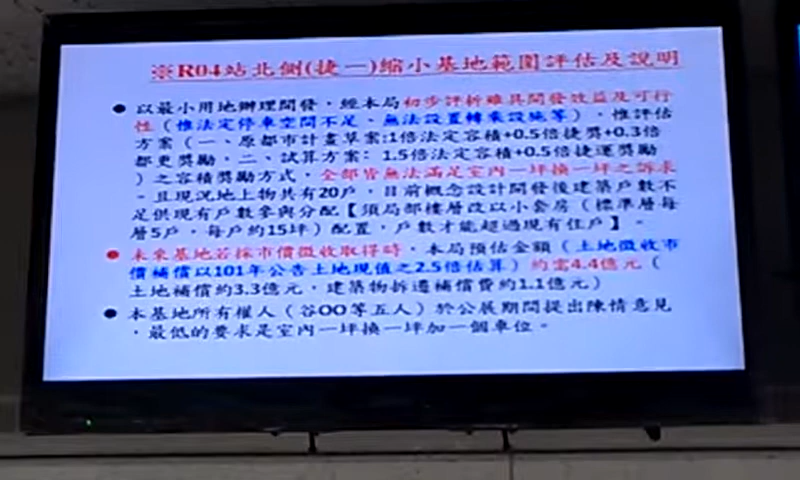 ※R04站北側(捷一)縮小基地範圍評估及說明
● 以最小用地辦理開發，經本局初步評析雖具開發效益及可行
性（惟法定停車空間不足、無法設置轉乘設施等），惟評估
方案（一、原都市計畫草案:1倍法定容積+0.5倍捷獎+0.3倍
都更獎勵，二、試算方案： 1.5倍法定容積+0.5倍捷運獎勵
）之容積獎勵方式，全部皆無法滿足室內一坪換一坪之訴求
。且現況地上物共有20戶，目前概念設計開發後建築戶數不
足供現有戶數參與分配【須局部樓層改以小套房（標準層每
層5戶，每戶約15坪）配置，戶數才能超過現有住戶】。
● 未來基地若採市價徵收取得時，本局預估金額（土地徵收市
價補償以101年公告土地現值之2.5倍估算）約需4.4億元（
土地補償約3.3億元，建築物拆遷補償費約1.1億元）
● 本基地所有權人（谷OO等五人）於公展期間提出陳情意見
，最低的要求是室內一坪換一坪加一個車位。